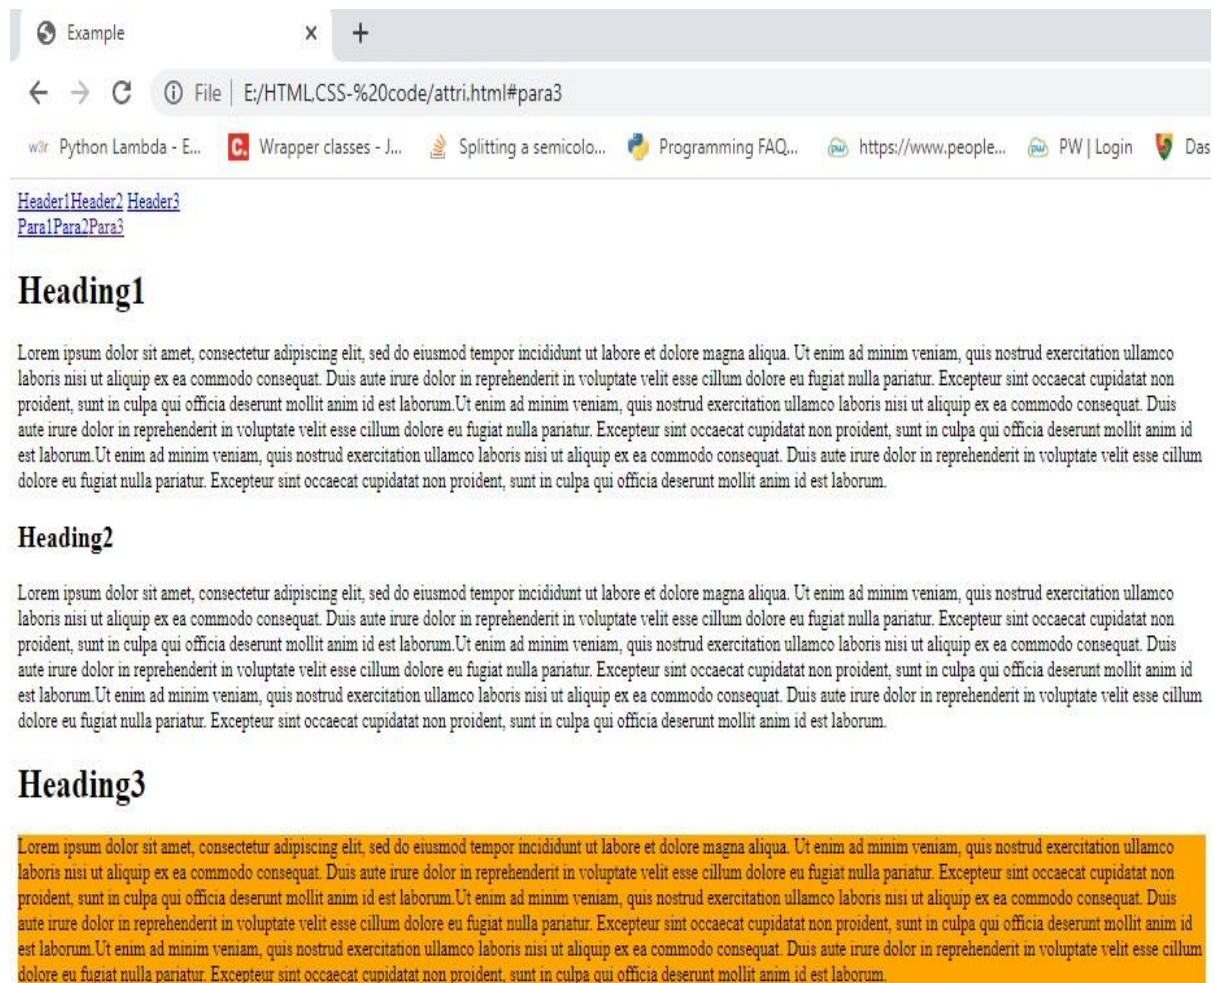 Example × +
File | E:/HTML,CSS-%20code/attri.html#para3
w3r Python Lambda - E... C. Wrapper classes - J... Splitting a semicolo... Programming FAQ... pw https://www.people... pw PW | Login Das
Header1Header2 Header3
Para1Para2Para3
Heading1
Lorem ipsum dolor sit amet, consectetur adipiscing elit, sed do eiusmod tempor incididunt ut labore et dolore magna aliqua. Ut enim ad minim veniam, quis nostrud exercitation ullamco
laboris nisi ut aliquip ex ea commodo consequat. Duis aute irure dolor in reprehenderit in voluptate velit esse cillum dolore eu fugiat nulla pariatur. Excepteur sint occaecat cupidatat non
proident, sunt in culpa qui officia deserunt mollit anim id est laborum.Ut enim ad minim veniam, quis nostrud exercitation ullamco laboris nisi ut aliquip ex ea commodo consequat. Duis
aute irure dolor in reprehenderit in voluptate velit esse cillum dolore eu fugiat nulla pariatur. Excepteur sint occaecat cupidatat non proident, sunt in culpa qui officia deserunt mollit anim id
est laborum.Ut enim ad minim veniam, quis nostrud exercitation ullamco laboris nisi ut aliquip ex ea commodo consequat. Duis aute irure dolor in reprehenderit in voluptate velit esse cillum
dolore eu fugiat nulla pariatur. Excepteur sint occaecat cupidatat non proident, sunt in culpa qui officia deserunt mollit anim id est laborum.
Heading2
Lorem ipsum dolor sit amet, consectetur adipiscing elit, sed do eiusmod tempor incididunt ut labore et dolore magna aliqua. Ut enim ad minim veniam, quis nostrud exercitation ullamco
laboris nisi ut aliquip ex ea commodo consequat. Duis aute irure dolor in reprehenderit in voluptate velit esse cillum dolore eu fugiat nulla pariatur. Excepteur sint occaecat cupidatat non
proident, sunt in culpa qui officia deserunt mollit anim id est laborum.Ut enim ad minim veniam, quis nostrud exercitation ullamco laboris nisi ut aliquip ex ea commodo consequat. Duis
aute irure dolor in reprehenderit in voluptate velit esse cillum dolore eu fugiat nulla pariatur. Excepteur sint occaecat cupidatat non proident, sunt in culpa qui officia deserunt mollit anim id
est laborum.Ut enim ad minim veniam, quis nostrud exercitation ullamco laboris nisi ut aliquip ex ea commodo consequat. Duis aute irure dolor in reprehenderit in voluptate velit esse cillum
dolore eu fugiat nulla pariatur. Excepteur sint occaecat cupidatat non proident, sunt in culpa qui officia deserunt mollit anim id est laborum.
Heading3
Lorem ipsum dolor sit amet, consectetur adipiscing elit, sed do eiusmod tempor incididunt ut labore et dolore magna aliqua. Ut enim ad minim veniam, quis nostrud exercitation ullamco
laboris nisi ut aliquip ex ea commodo consequat. Duis aute irure dolor in reprehenderit in voluptate velit esse cillum dolore eu fugiat nulla pariatur. Excepteur sint occaecat cupidatat non
proident, sunt in culpa qui officia deserunt mollit anim id est laborum.Ut enim ad minim veniam, quis nostrud exercitation ullamco laboris nisi ut aliquip ex ea commodo consequat. Duis
aute irure dolor in reprehenderit in voluptate velit esse cillum dolore eu fugiat nulla pariatur. Excepteur sint occaecat cupidatat non proident, sunt in culpa qui officia deserunt mollit anim id
est laborum.Ut enim ad minim veniam, quis nostrud exercitation ullamco laboris nisi ut aliquip ex ea commodo consequat. Duis aute irure dolor in reprehenderit in voluptate velit esse cillum
dolore eu fugiat nulla pariatur. Excepteur sint occaecat cupidatat non proident, sunt in culpa qui officia deserunt mollit anim id est laborum.